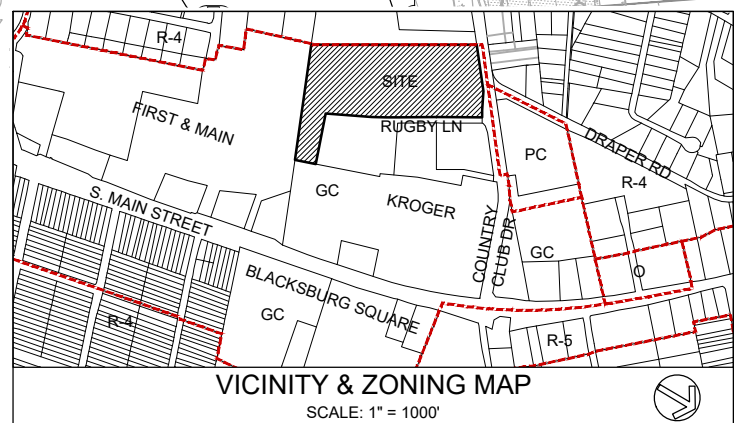 R-4
SITE
FIRST & MAIN
RUGBY LN
PC
DRAPER RD
R-4
GC
KROGER
S. MAIN STREET
COUNTRY
CLUB DR
GC
O
BLACKSBURG SQUARE
GC
R-4
R-5
VICINITY & ZONING MAP
SCALE: 1" = 1000'